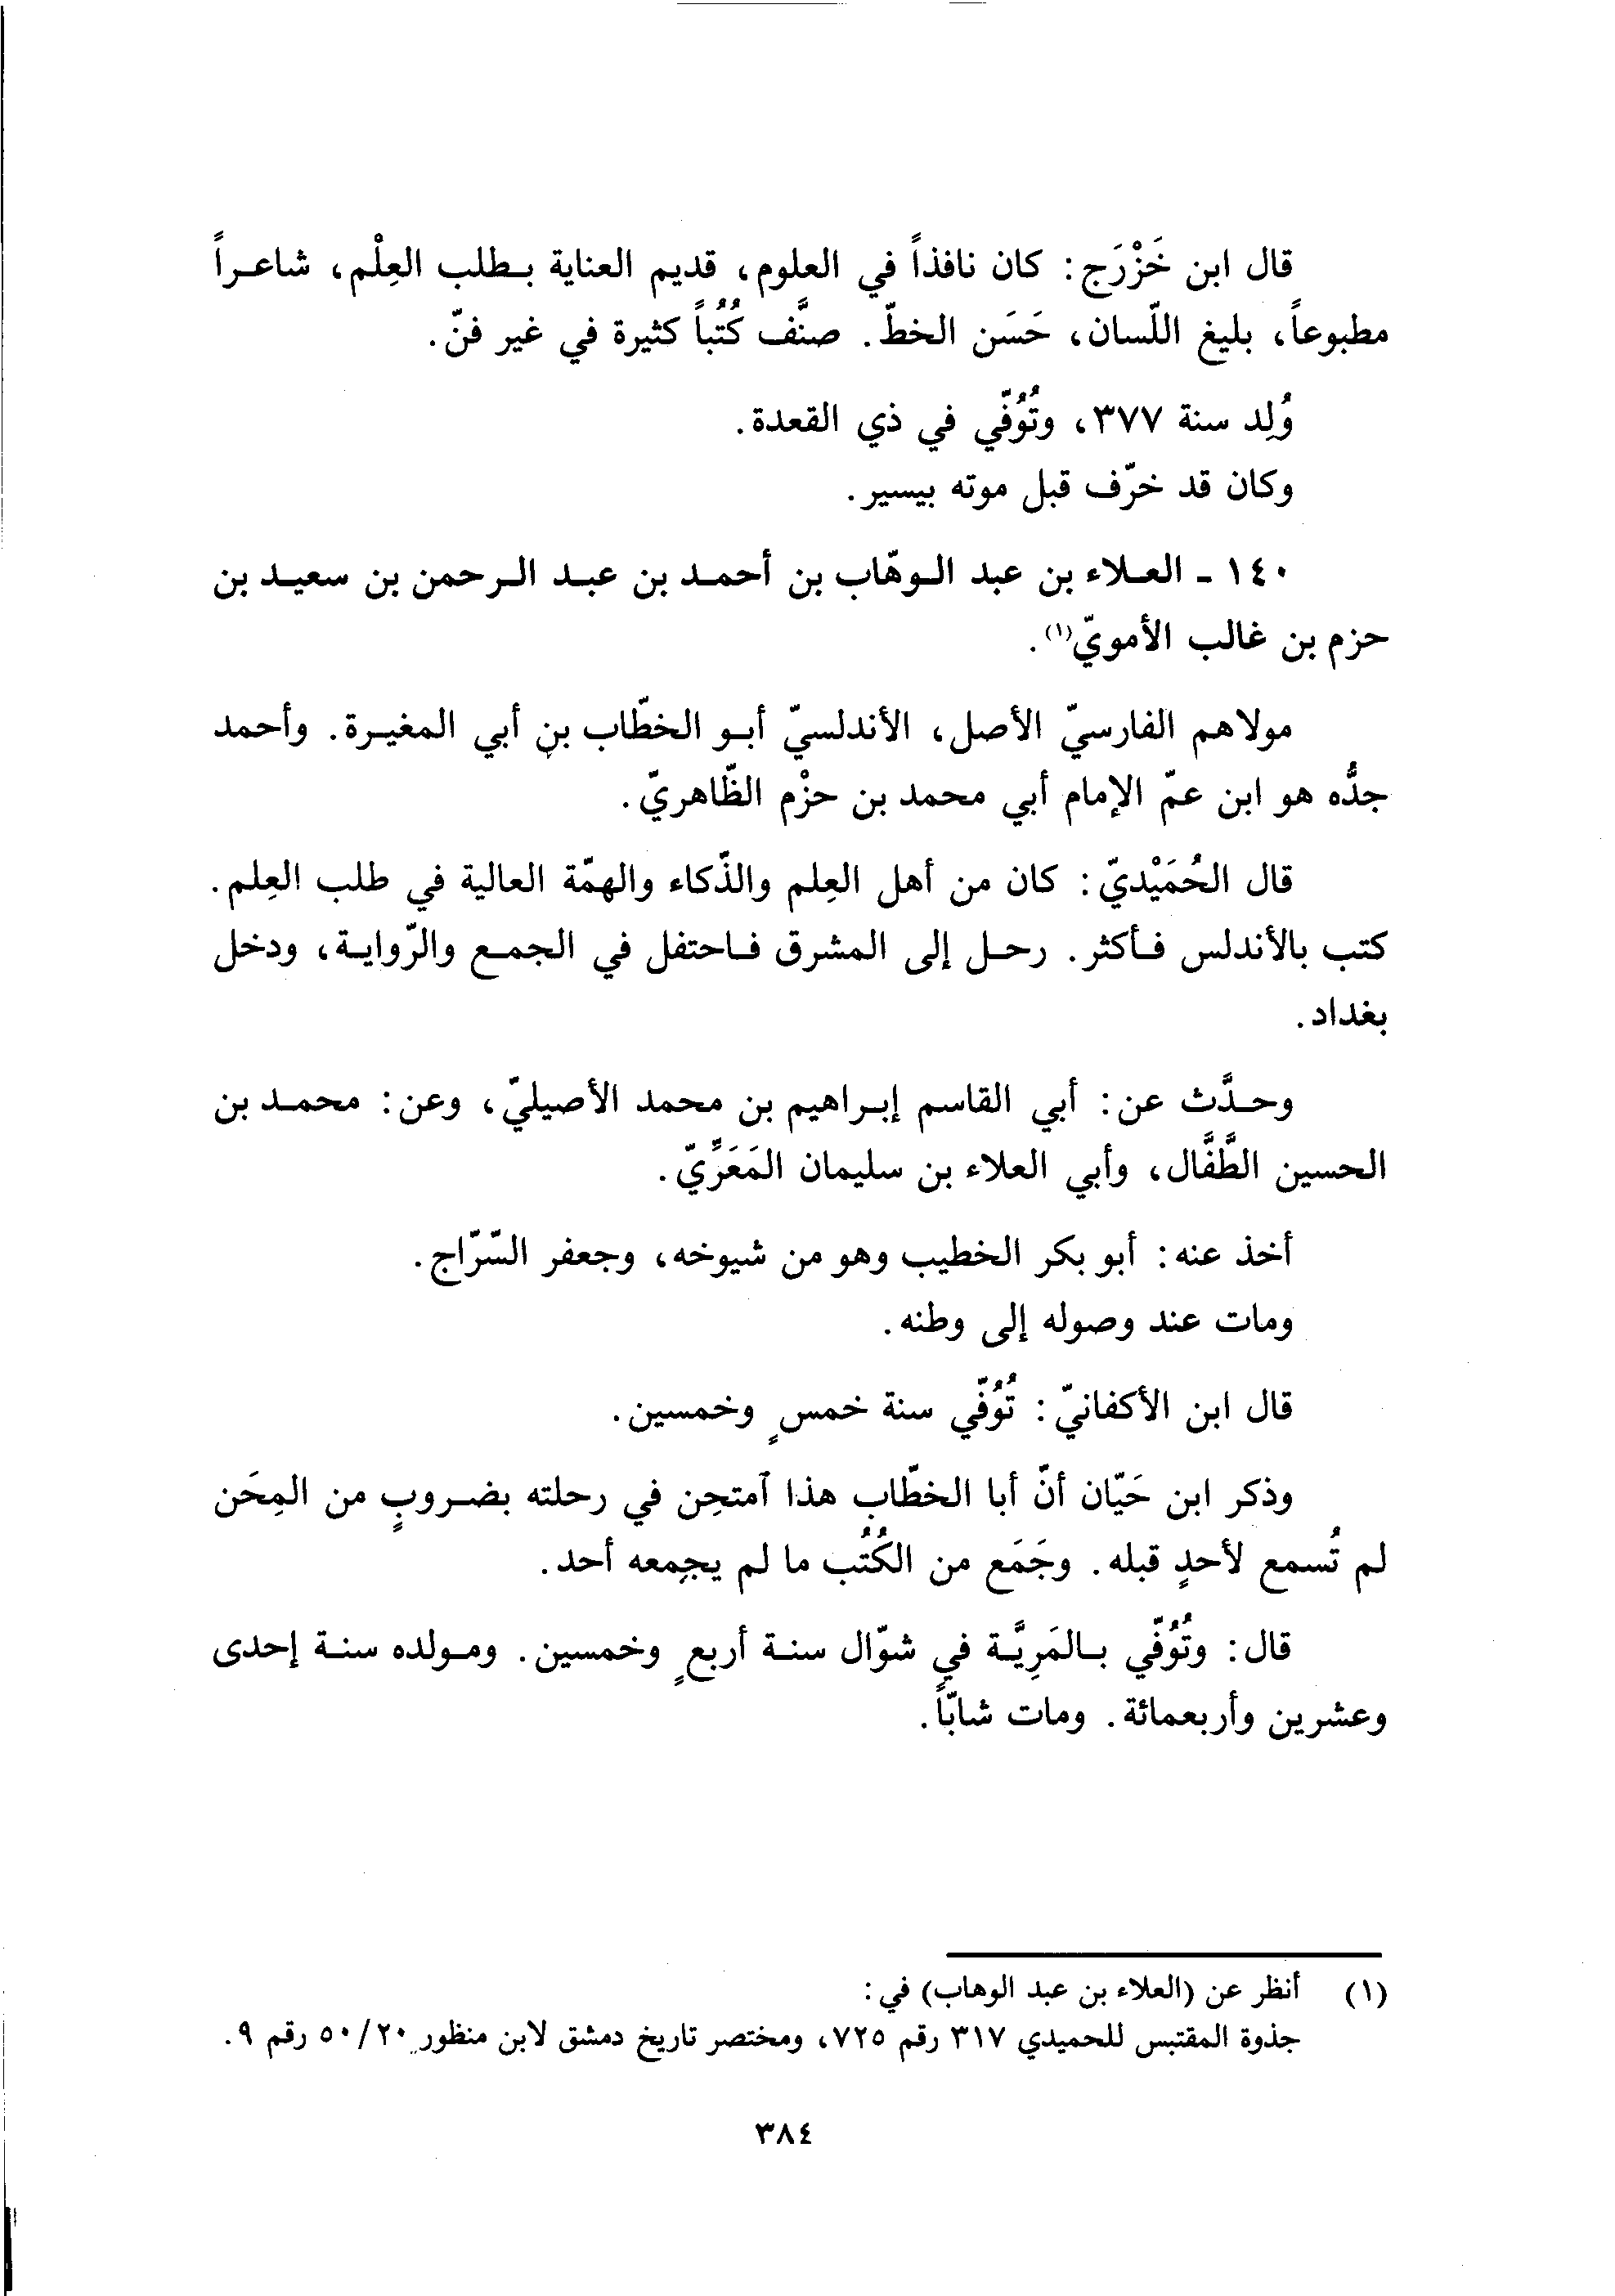 قال ابن خَزْرَج: كان نافذاً في العلوم، قديم العناية بطلب العِلْم، شاعراً
مطبوعاً، بليغ اللّسان، حَسَن الخطّ. صنَّف كُتُباً كثيرة في غير فنّ.
وُلِد سنة ٣٧٧، وتُوُفّي في ذي القعدة.
وكان قد خرّف قبل موته بيسير.
١٤٠ - العلاء بن عبد الوهّاب بن أحمد بن عبد الرحمن بن سعيد بن
حزم بن غالب الأمويّ(١).
مولاهم الفارسيّ الأصل، الأندلسيّ أبو الخطّاب بنِ أبي المغيرة. وأحمد
جدُّه هو ابن عمّ الإمام أبي محمد بن حزْم الظّاهريّ.
قال الحُمَيْديّ: كان من أهل العِلم والذّكاء والهمّة العالية في طلب العِلم.
كتب بالأندلس فأكثر. رحل إلى المشرق فاحتفل في الجمع والرّواية، ودخل
بغداد.
وحدَّث عن: أبي القاسم إبراهيم بن محمد الأصيليّ، وعن: محمد بن
الحسين الطَّفَّال، وأبي العلاء بن سليمان المَعَرِّيّ.
أخذ عنه: أبو بكر الخطيب وهو من شيوخه، وجعفر السّرّاج.
ومات عند وصوله إلى وطنه.
قال ابن الأكفانيّ: تُوُفّي سنة خمسٍ وخمسين.
وذكر ابن حَيّان أنّ أبا الخطّاب هذا آمتحِن في رحلته بضروبٍ من المِحَن
لم تُسمع لأحدٍ قبله. وجَمَع من الكُتُب ما لم يجمِعه أحد.
قال: وتُوُفّي بالمَرِيَّة في شوّال سنة أربعٍ وخمسين. ومولده سنة إحدى
وعشرين وأربعمائة. ومات شابّاً.
(١) أنظر عن (العلاء بن عبد الوهاب) في:
جذوة المقتبس للحميدي ٣١٧ رقم ٧٢٥، ومختصر تاريخ دمشق لابن منظور ٢٠/ ٥٠ رقم ٩.
٣٨٤